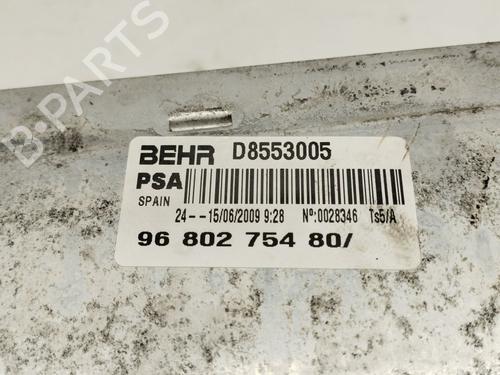 BEHR D8553005
PSA
SPAIN
24--15/06/2009 9:28 Nº:0028346 Ts5/A
96 802 754 80/
B-PARTS